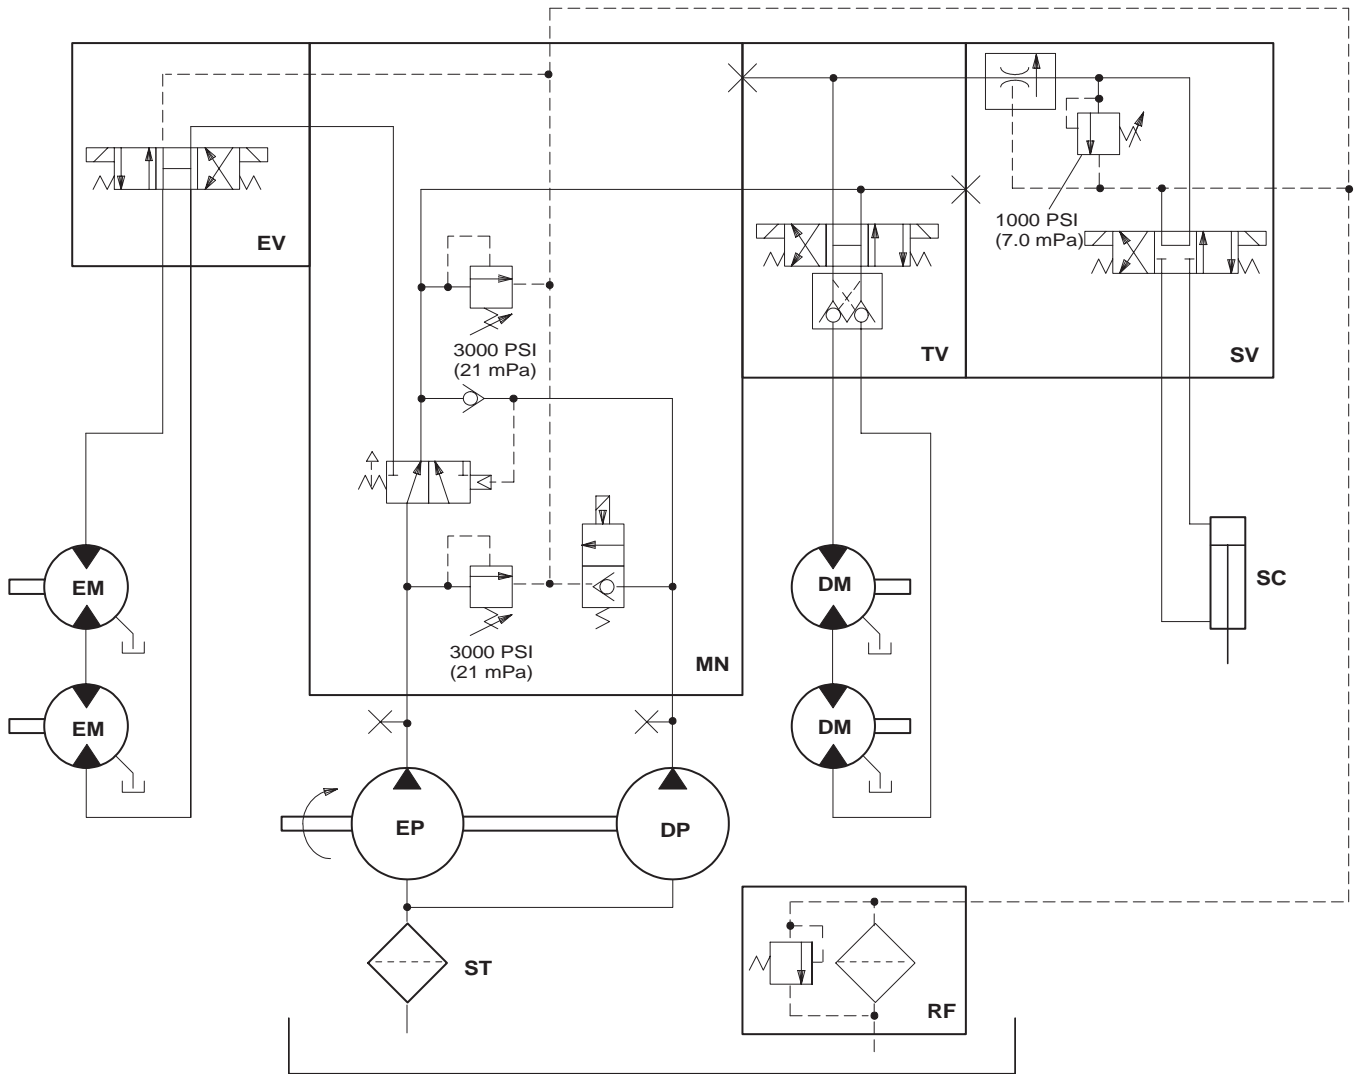 1000 PSI
(7.0 mPa)
EV
3000 PSI
(21 mPa)
TV
SV
EM
DM
SC
3000 PSI
(21 mPa)
MN
EM
DM
EP
DP
ST
RF